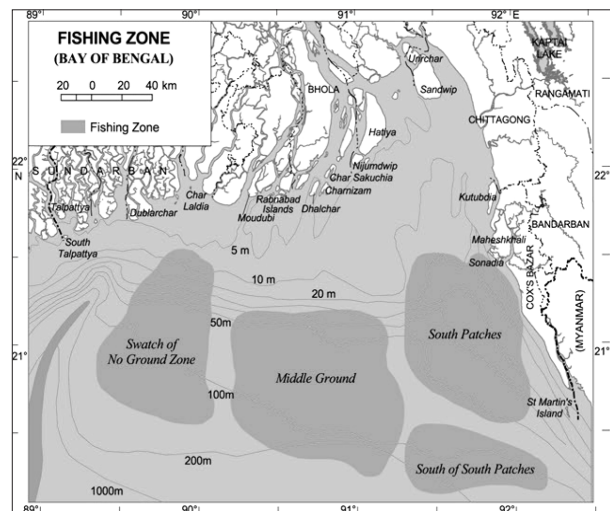 89°
90°
91°
92° E
FISHING ZONE
(BAY OF BENGAL)
20 0 20 40 km
Fishing Zone
Urirchar
Sandwip
KAPTAI
LAKE
RANGAMATI
BHOLA
CHITTAGONG
Hatiya
22°
N
22°
SUNDARBAN
Nijumdwip
Char Sakuchia
Charnizam
Char
Laldia
Rabnabad
Islands
Dhalchar
Moudubi
Talpattya
Dublarchar
South
Talpattya
Kutubdia
Maheshkhali
Sonadia
BANDARBAN
COX'S BAZAR
(MYANMAR)
5 m
10 m
20 m
50m
Swatch of
No Ground Zone
Middle Ground
South Patches
21°
21°
100m
St Martin's
Island
200m
South of South Patches
1000m
89°
90°
91°
92°